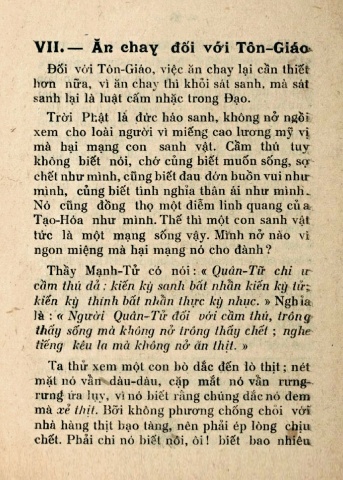 VII.— Ăn chay đối với Tôn-Giáo
Đối với Tôn-Giáo, việc ăn chay lại cần thiết
hơn nữa, vì ăn chay thì khỏi sát sanh, mà sát
sanh lại là luật cấm nhặc trong Đạo.
Trời Phật là đức háo sanh, không nở ngồi
xem cho loài người vì miếng cao lương mỹ vị
mà hại mạng con sanh vật. Cầm thú tuy
không biết nói, chớ củng biết muốn sống, sợ
chết như mình, cũng biết đau đớn buồn vui như
mình, củng biết tình nghĩa thân ái như mình.
Nó cũng đồng thọ một điểm linh quang của
Tạo-Hóa như mình. Thế thì một con sanh vật
tức là một mạng sống vậy. Mình nở nào vì
ngon miệng mà hại mạng nó cho đành?
Thầy Mạnh-Tử có nói: « Quân-Tử chi ư
cầm thú dả: kiến kỳ sanh bất nhẩn kiến kỳ tử;
kiến kỳ thinh bất nhẩn thực kỳ nhục. » Nghĩa
là: « Người Quân-Tử đối với cầm thú, trông
thấy sống mà không nở trông thấy chết; nghe
tiếng kêu la mà không nở ăn thịt. »
Ta thử xem một con bò dắc đến lò thịt; nét
mặt nó vẩn dàu-dàu, cặp mắt nó vẩn rưng-
rưng ứa lụy, vì nó biết rằng chúng dắc nó đem
mà xẻ thịt. Bởi không phương chống chỏi với
nhà hàng thịt bạo tàng, nên phải ép lòng chịu
chết. Phải chi nó biết nói, ôi! biết bao nhiêu